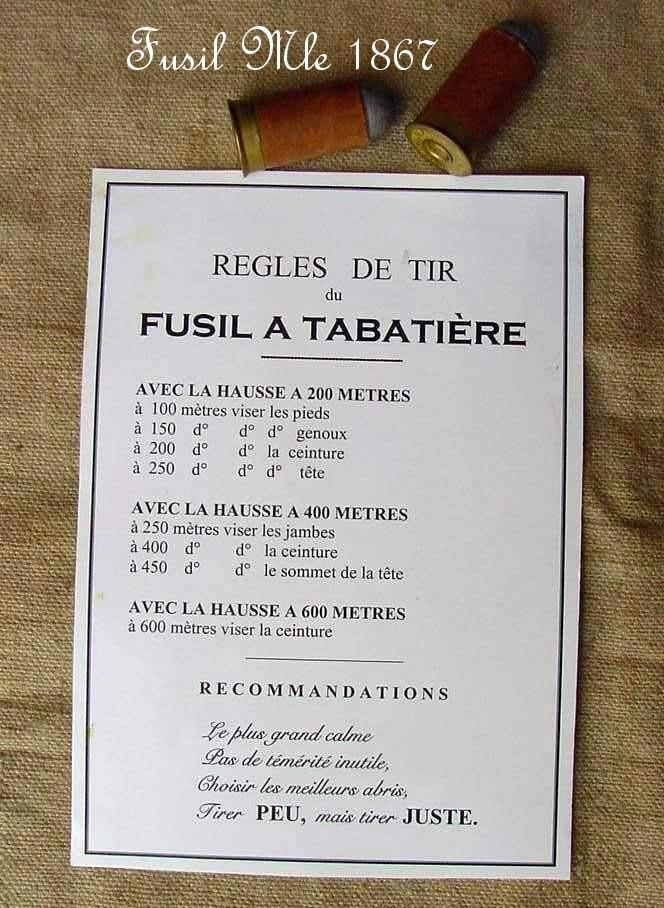 Fusil Mle 1867
REGLES DE TIR
du
FUSIL A TABATIÈRE
AVEC LA HAUSSE A 200 METRES
à 100 mètres viser les pieds
à 150 d° d° d° genoux
à 200 d° d° la ceinture
à 250 d° d° d° tête
AVEC LA HAUSSE A 400 METRES
à 250 mètres viser les jambes
à 400 d° d° la ceinture
à 450 d° d° le sommet de la tête
AVEC LA HAUSSE A 600 METRES
à 600 mètres viser la ceinture
RECOMMANDATIONS
Le plus grand calme
Pas de témérité inutile,
Choisir les meilleurs abris,
Tirer PEU, mais tirer JUSTE.